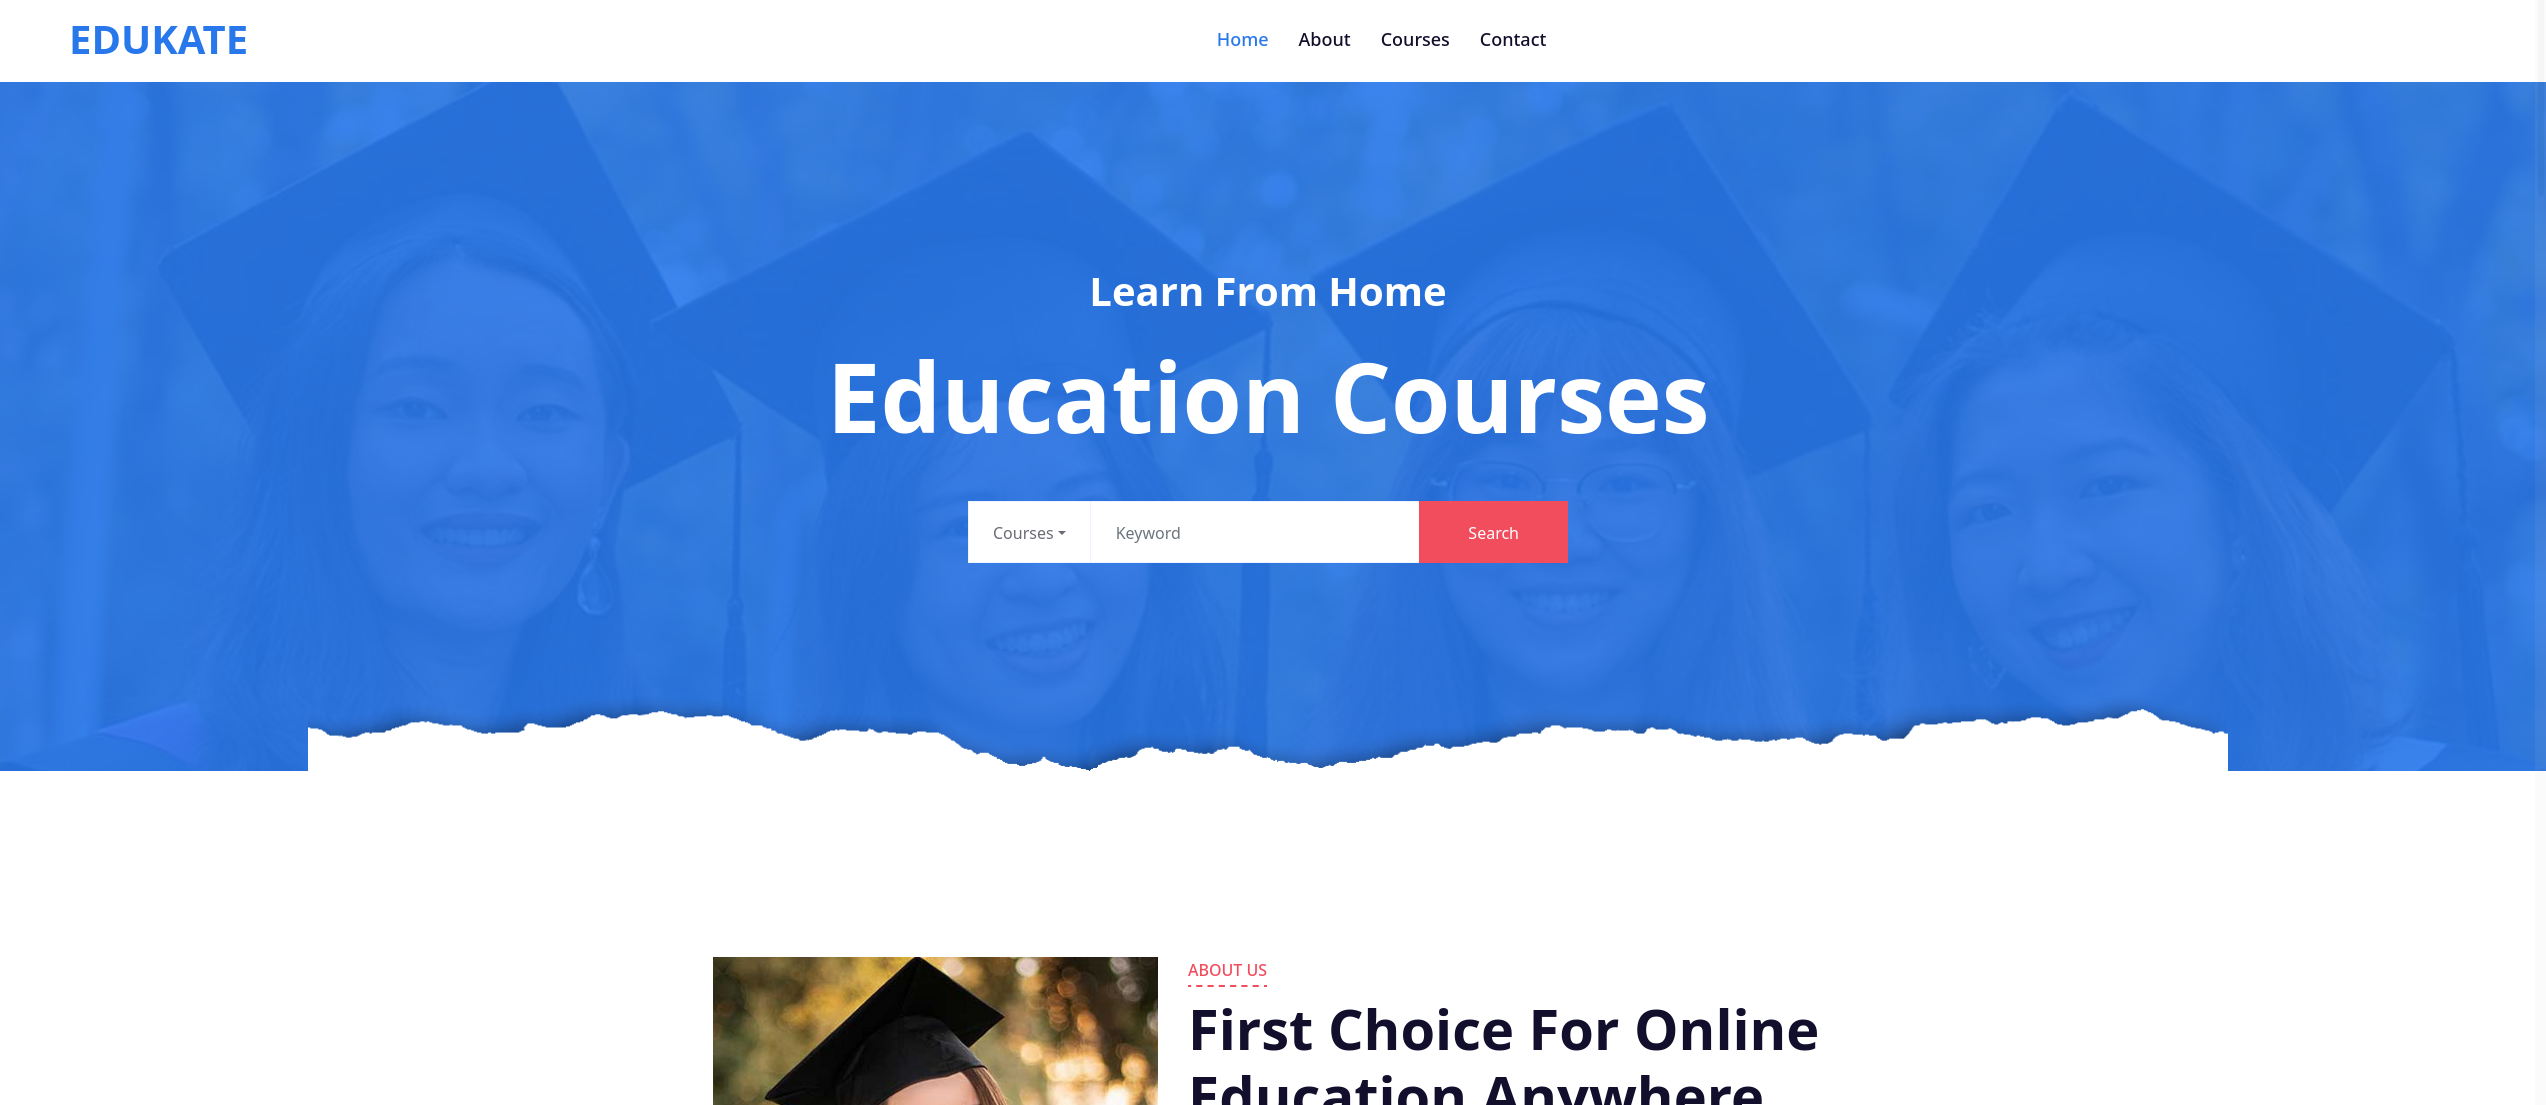 EDUKATE
Home About Courses Contact
Learn From Home
Education Courses
Courses Keyword Search
ABOUT US
First Choice For Online
Education Anywhere